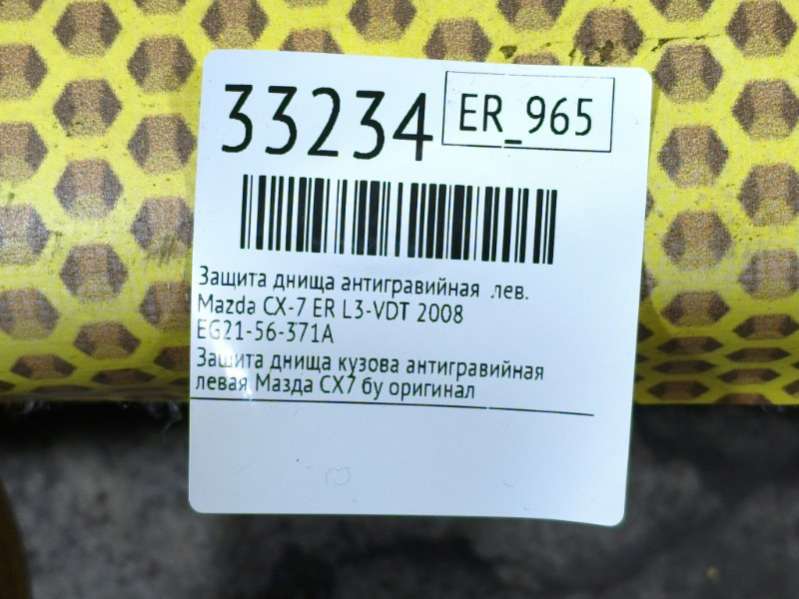 33234 ER_965
Защита днища антигравийная лев.
Mazda CX-7 ER L3-VDT 2008
EG21-56-371A
Защита днища кузова антигравийная
левая Мазда СХ7 бу оригинал